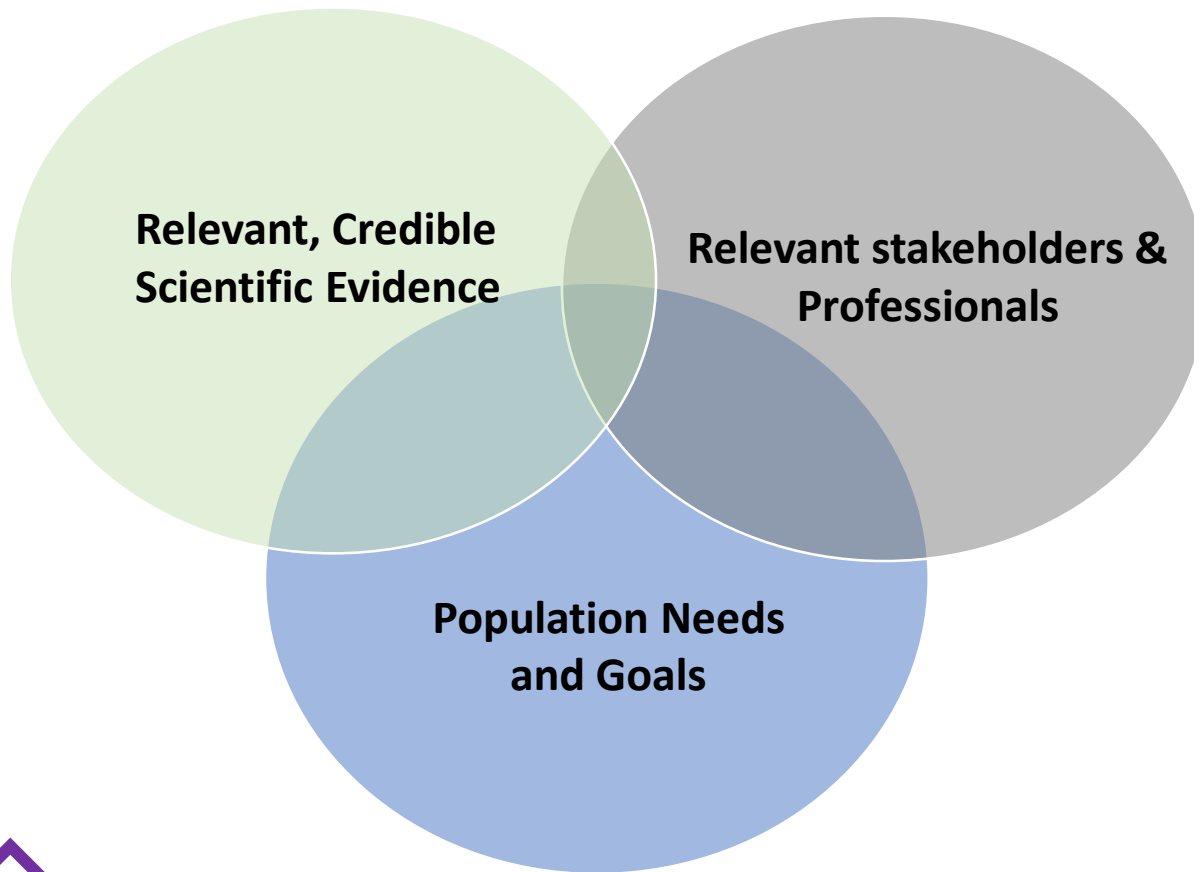 Relevant, Credible
Scientific Evidence
Relevant stakeholders &
Professionals
Population Needs
and Goals